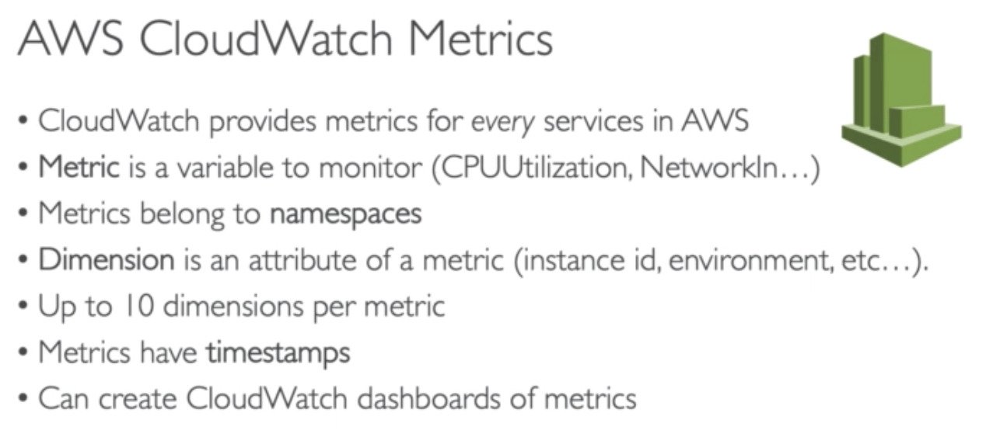 AWS CloudWatch Metrics
• CloudWatch provides metrics for every services in AWS
• Metric is a variable to monitor (CPUUtilization, NetworkIn…)
• Metrics belong to namespaces
• Dimension is an attribute of a metric (instance id, environment, etc…).
• Up to 10 dimensions per metric
• Metrics have timestamps
• Can create CloudWatch dashboards of metrics